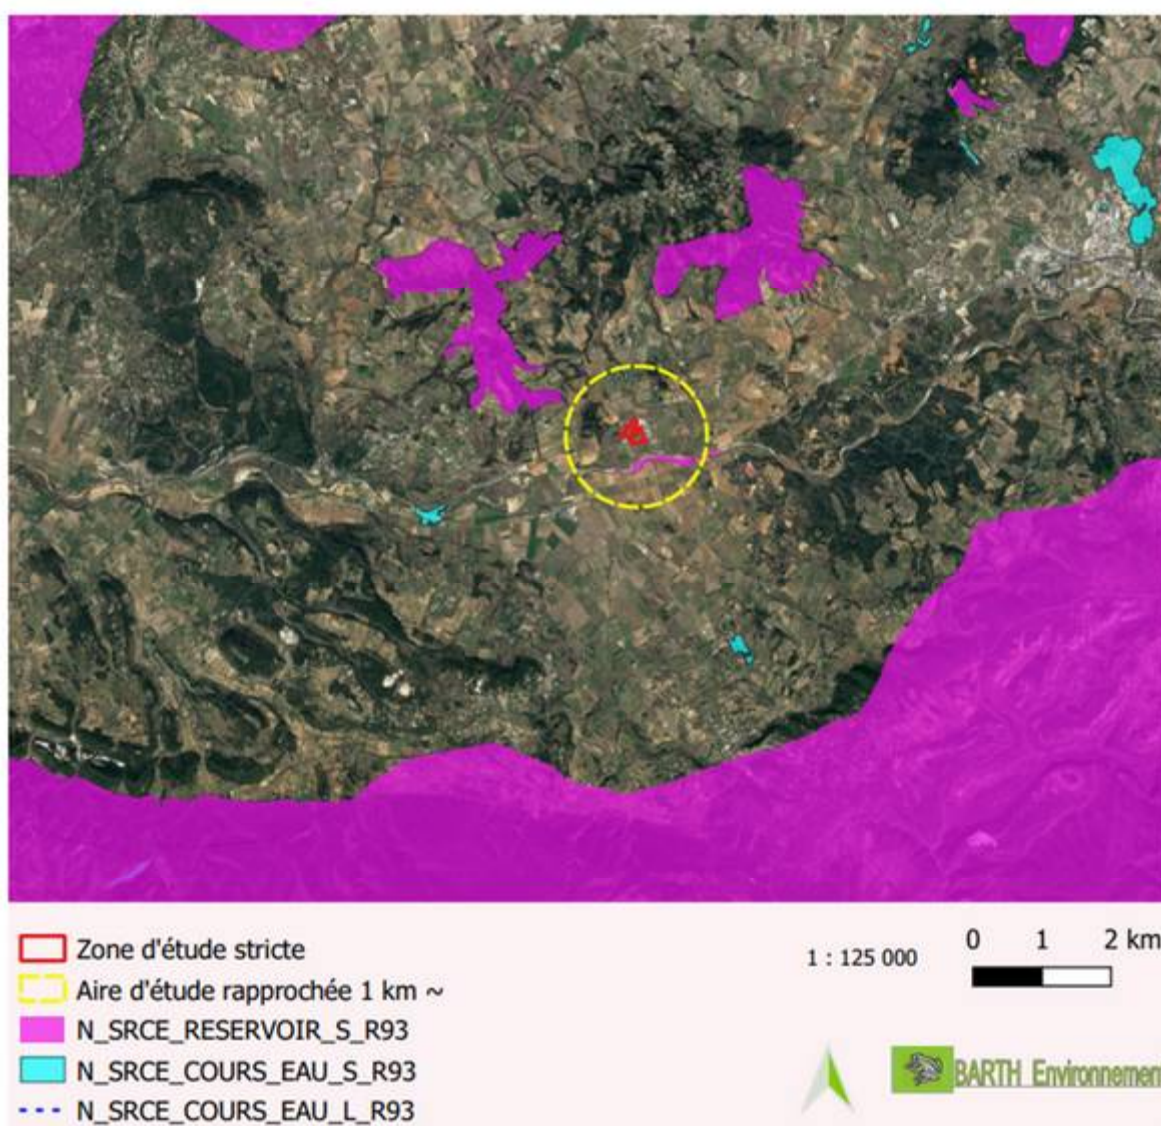 Zone d'étude stricte
Aire d'étude rapprochée 1 km ~
N_SRCE_RESERVOIR_S_R93
N_SRCE_COURS_EAU_S_R93
N_SRCE_COURS_EAU_L_R93
1 : 125 000
0 1 2 km
BARTH Environnement